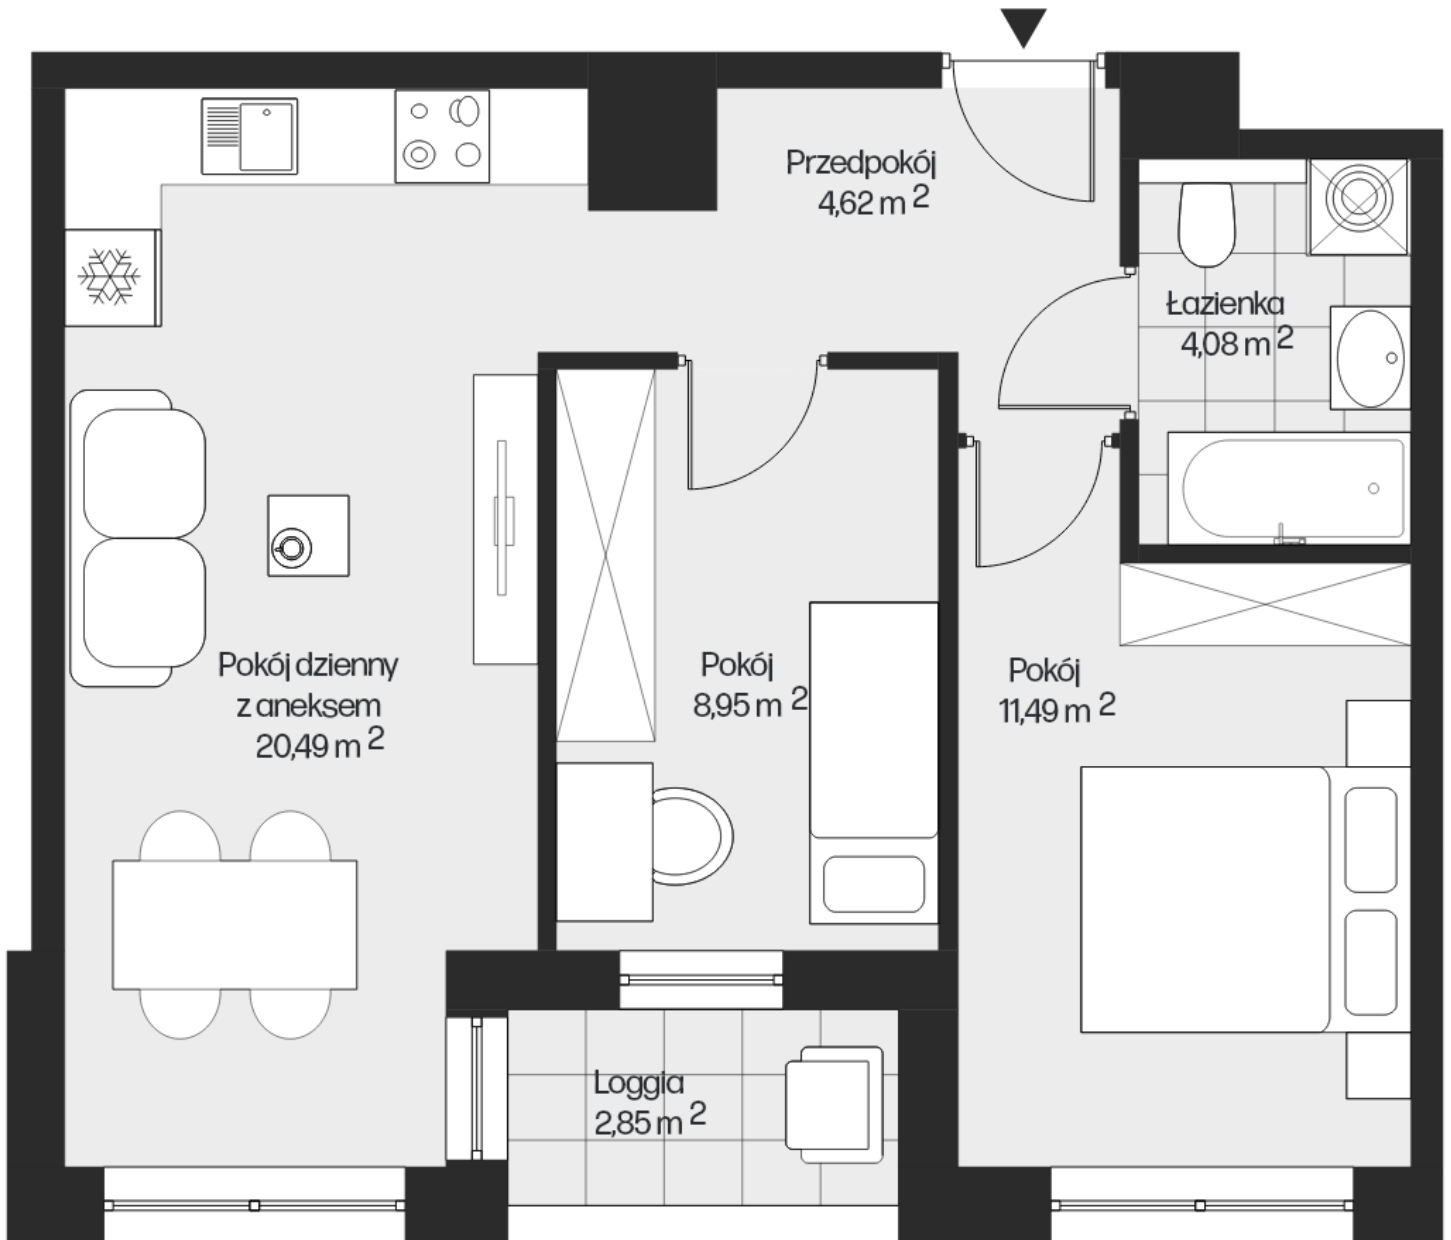 Przedpokój
4,62 m 2
Łazienka
4,08 m 2
Pokój dzienny
z aneksem
20,49 m 2
Pokój
8,95 m 2
Pokój
11,49 m 2
Loggia
2,85 m 2